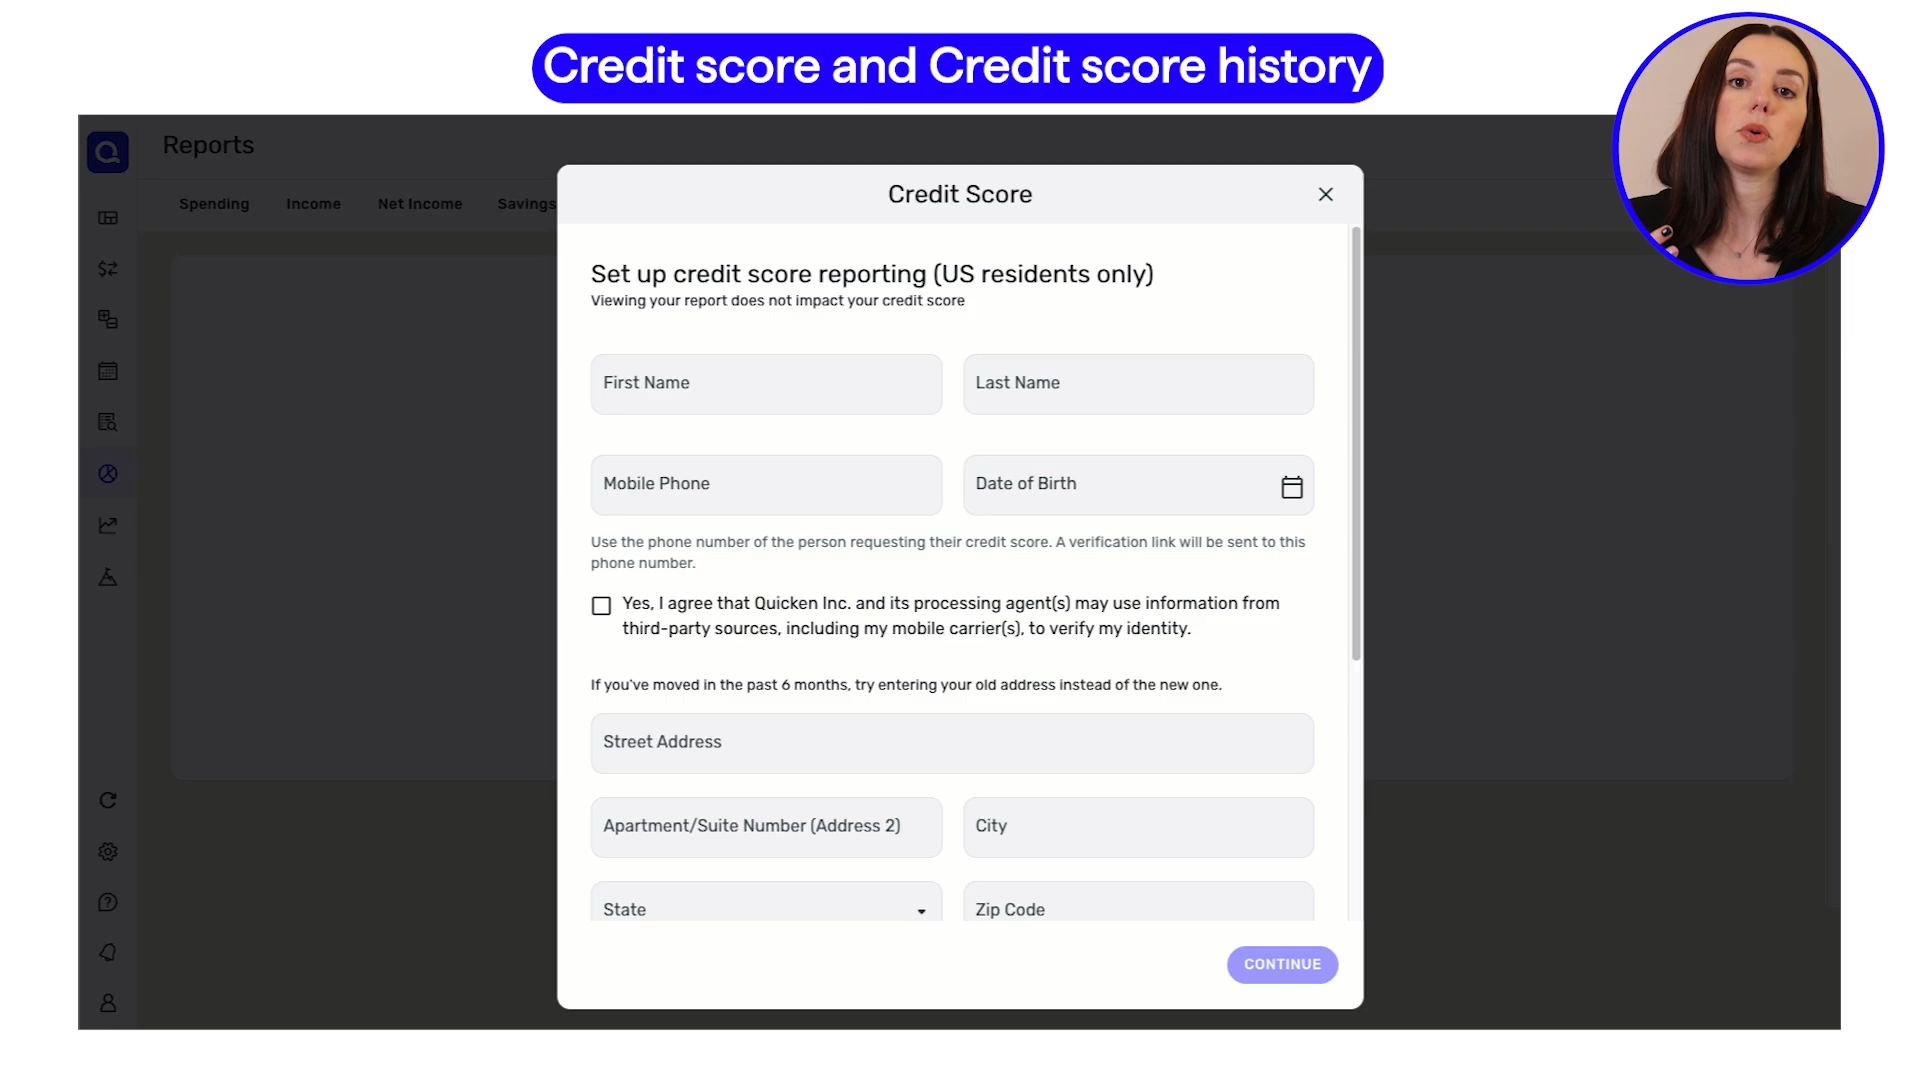 Credit score and Credit score history
Reports
Spending Income Net Income Savings
Credit Score
Set up credit score reporting (US residents only)
Viewing your report does not impact your credit score
First Name
Last Name
Mobile Phone
Date of Birth
Use the phone number of the person requesting their credit score. A verification link will be sent to this
phone number.
Yes, I agree that Quicken Inc. and its processing agent(s) may use information from
third-party sources, including my mobile carrier(s), to verify my identity.
If you've moved in the past 6 months, try entering your old address instead of the new one.
Street Address
Apartment/Suite Number (Address 2)
City
State
Zip Code
CONTINUE